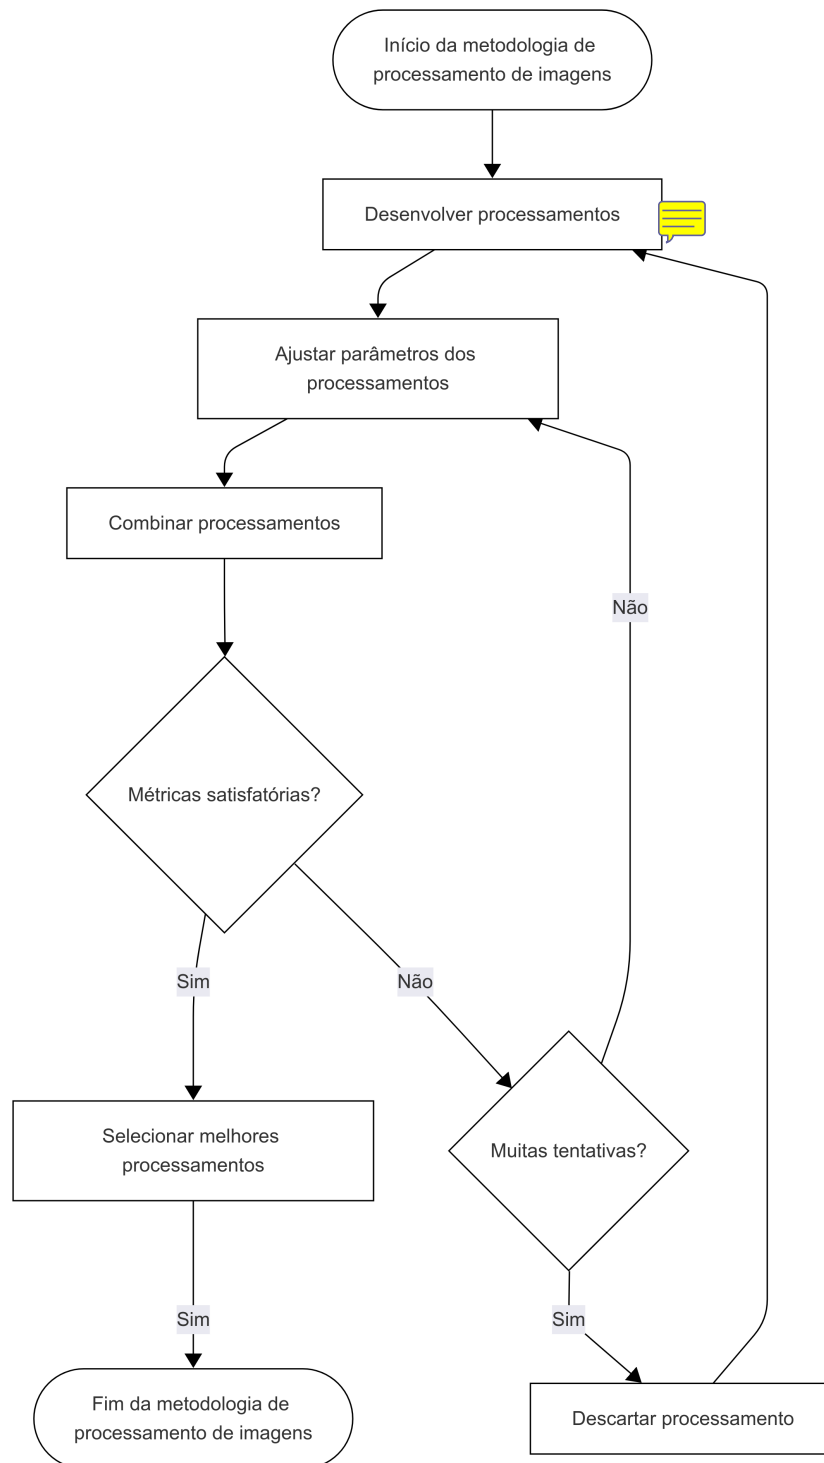 Início da metodologia de
processamento de imagens
Desenvolver processamentos
Ajustar parâmetros dos
processamentos
Combinar processamentos
Não
Métricas satisfatórias?
Sim
Não
Selecionar melhores
processamentos
Muitas tentativas?
Sim
Sim
Fim da metodologia de
processamento de imagens
Descartar processamento